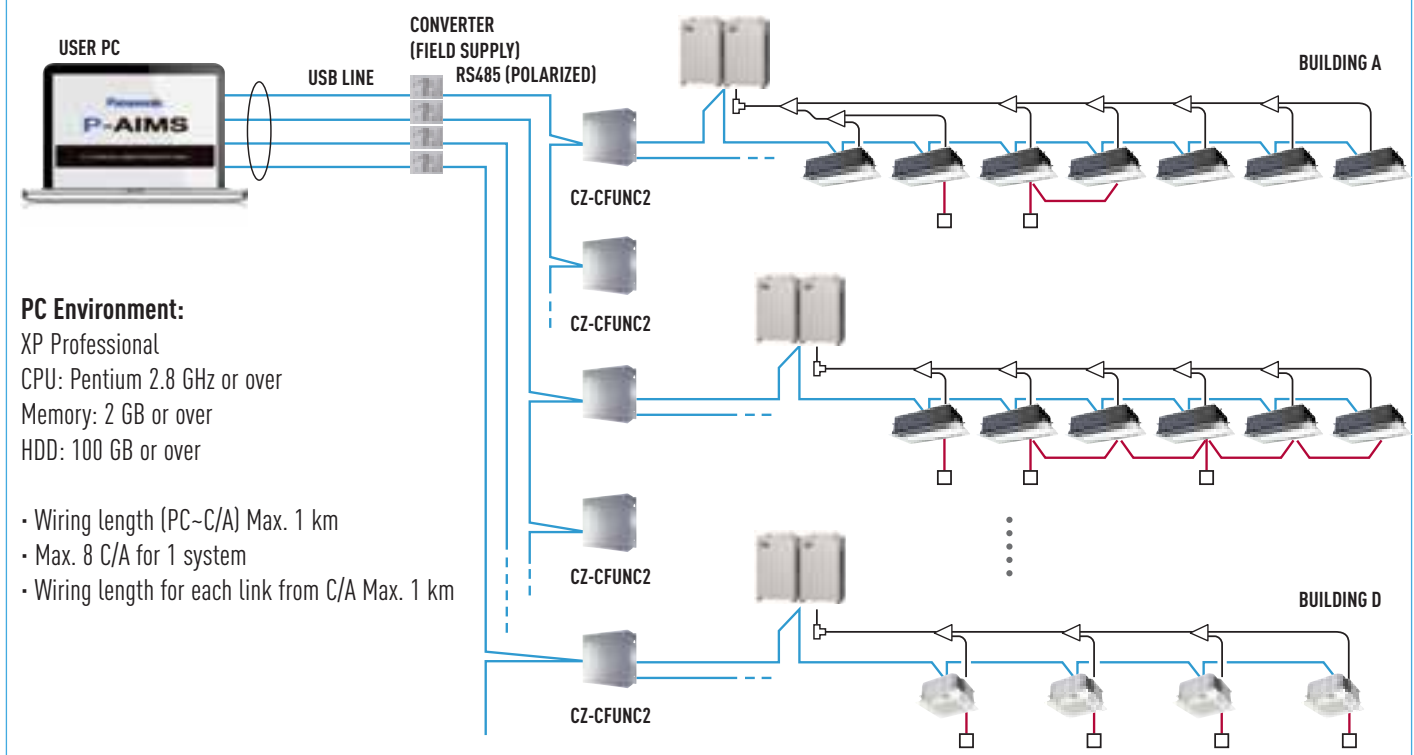 USER PC
Panasonic
P-AIMS
USB LINE
CONVERTER
(FIELD SUPPLY)
RS485 (POLARIZED)
BUILDING A
CZ-CFUNC2
CZ-CFUNC2
PC Environment:
XP Professional
CPU: Pentium 2.8 GHz or over
Memory: 2 GB or over
HDD: 100 GB or over
· Wiring length (PC~C/A) Max. 1 km
· Max. 8 C/A for 1 system
· Wiring length for each link from C/A Max. 1 km
CZ-CFUNC2
BUILDING D
CZ-CFUNC2